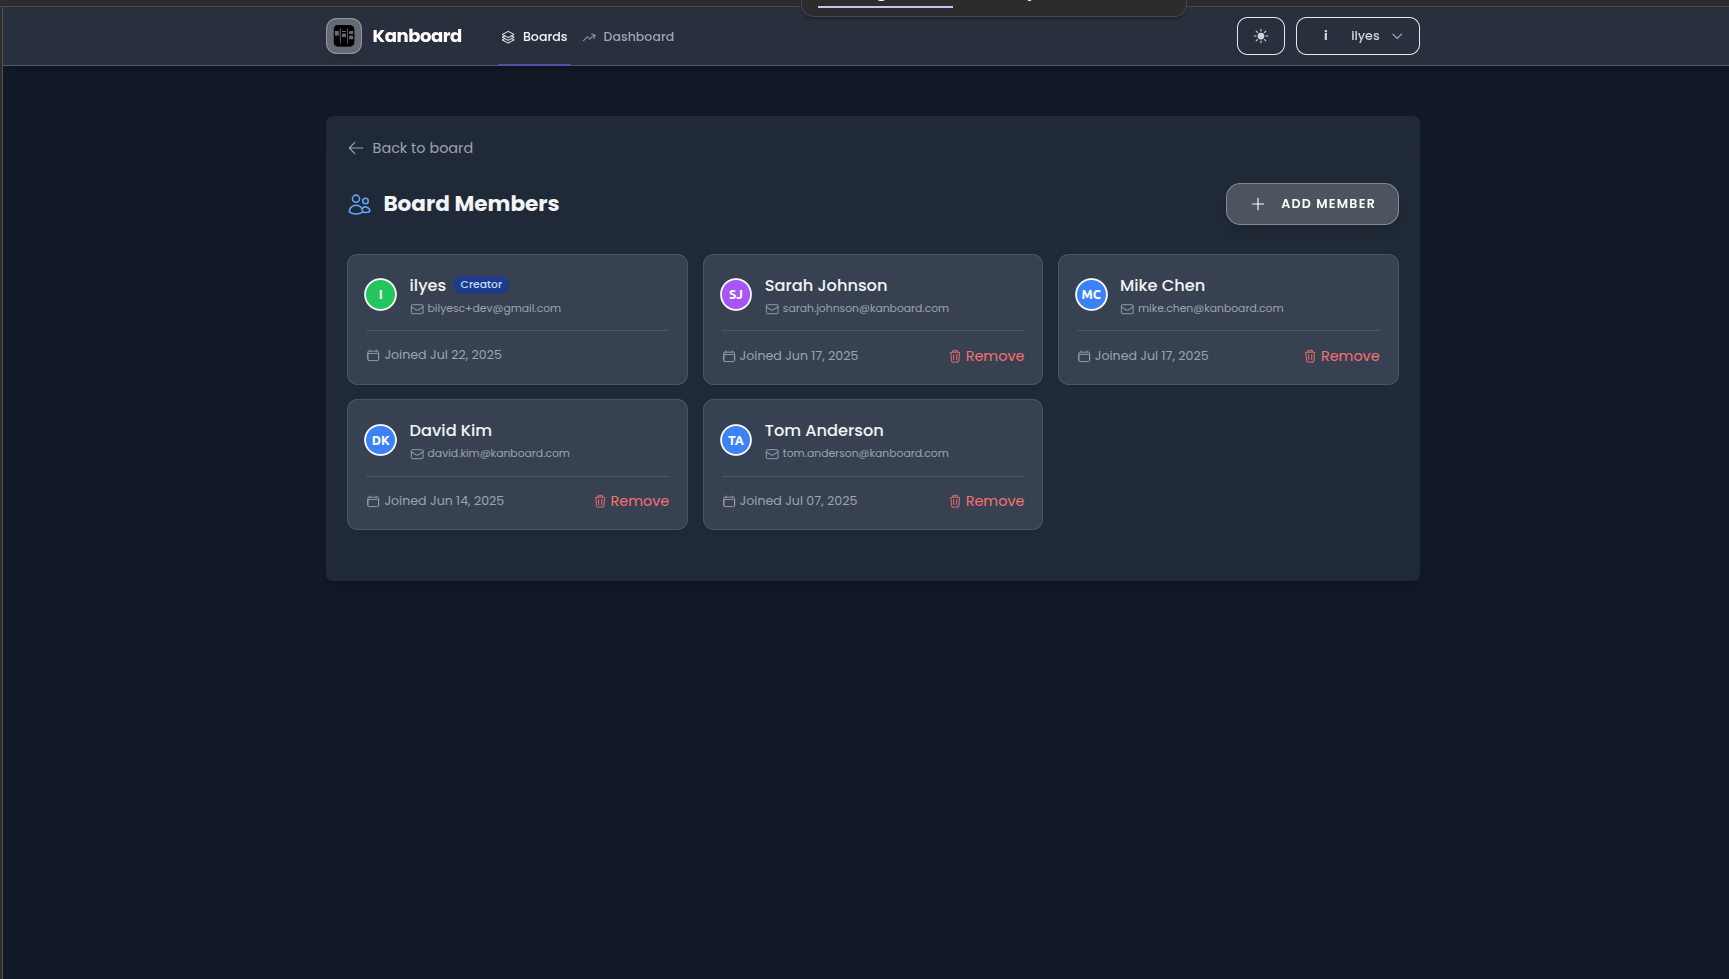 Kanboard
Boards
Dashboard
i
Ilyes
Back to board
Board Members
ADD MEMBER
I
ilyes
Creator
bilyesc+dev@gmail.com
Joined Jul 22, 2025
SJ
Sarah Johnson
sarah.johnson@kanboard.com
Joined Jun 17, 2025
Remove
MC
Mike Chen
mike.chen@kanboard.com
Joined Jul 17, 2025
Remove
DK
David Kim
david.kim@kanboard.com
Joined Jun 14, 2025
Remove
TA
Tom Anderson
tom.anderson@kanboard.com
Joined Jul 07, 2025
Remove